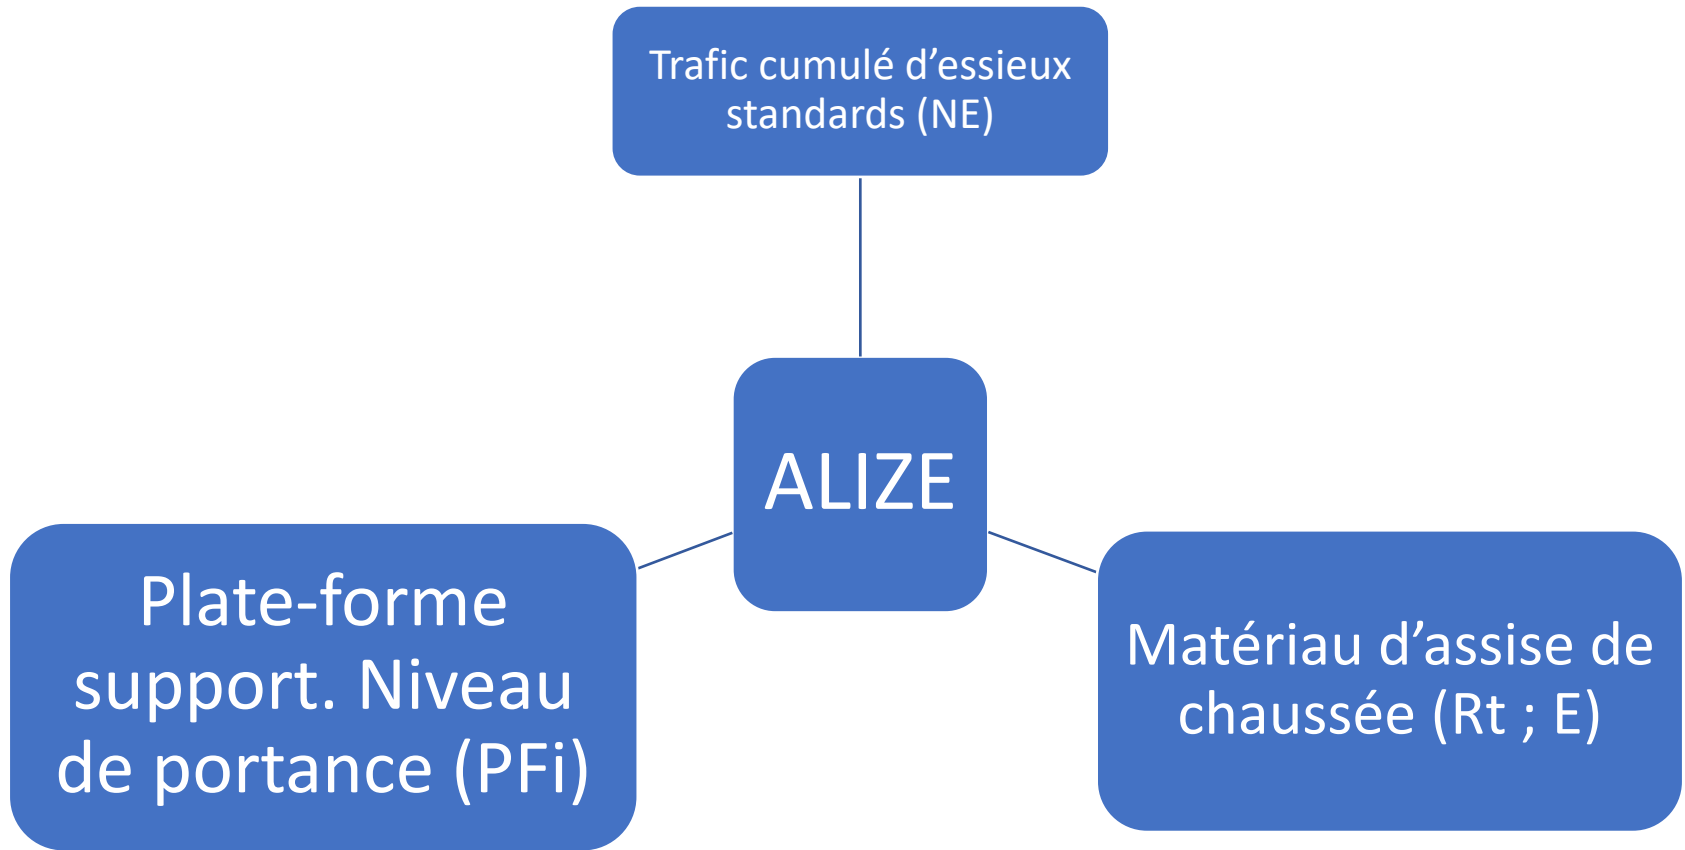 Trafic cumulé d’essieux
standards (NE)
ALIZE
Plate-forme
support. Niveau
de portance (PFi)
Matériau d’assise de
chaussée (Rt ; E)